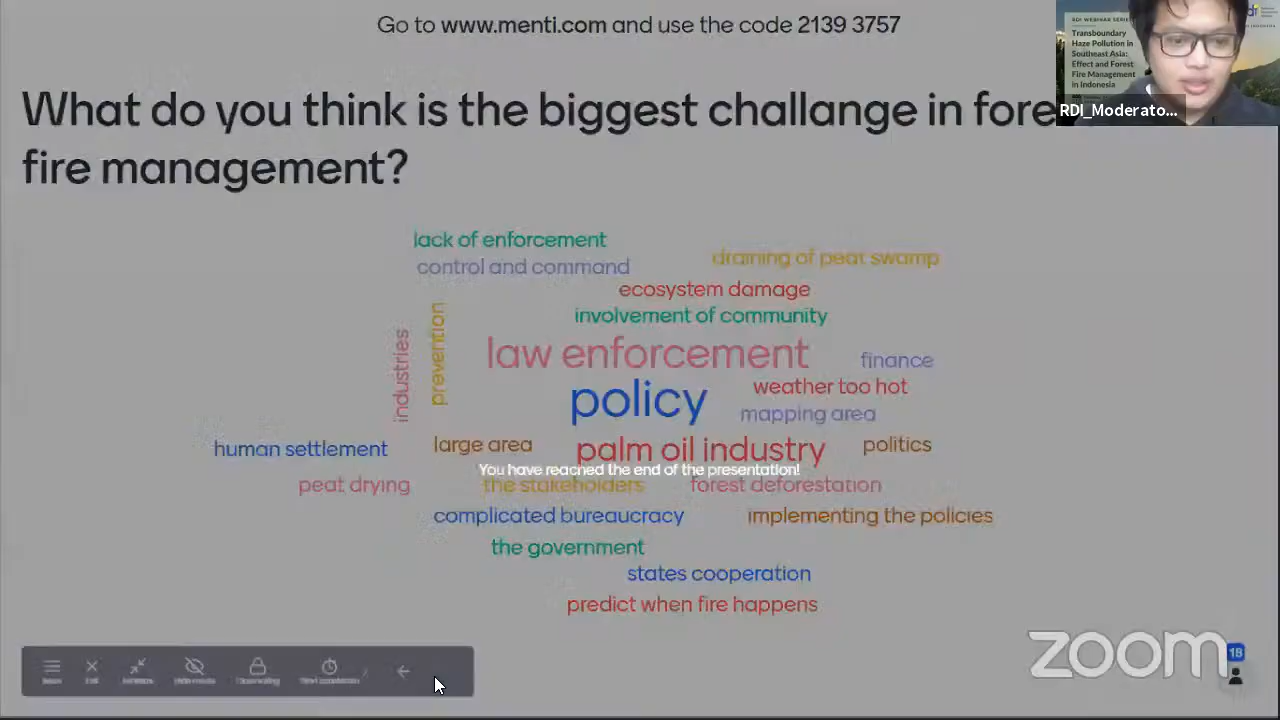 Go to www.menti.com and use the code 2139 3757
RDI WEBINAR SERIES
Transboundary
Haze Pollution in
Southeast Asia:
Effect and Forest
Fire Management
in Indonesia
RDI_Moderato...
What do you think is the biggest challange in fore
fire management?
lack of enforcement
control and command
draining of peat swamp
ecosystem damage
involvement of community
industries
prevention
law enforcement
finance
policy
weather too hot
mapping area
human settlement
large area
palm oil industry
politics
You have reached the end of the presentation!
peat drying
the stakeholders
forest deforestation
complicated bureaucracy
implementing the policies
the government
states cooperation
predict when fire happens
zoom
18